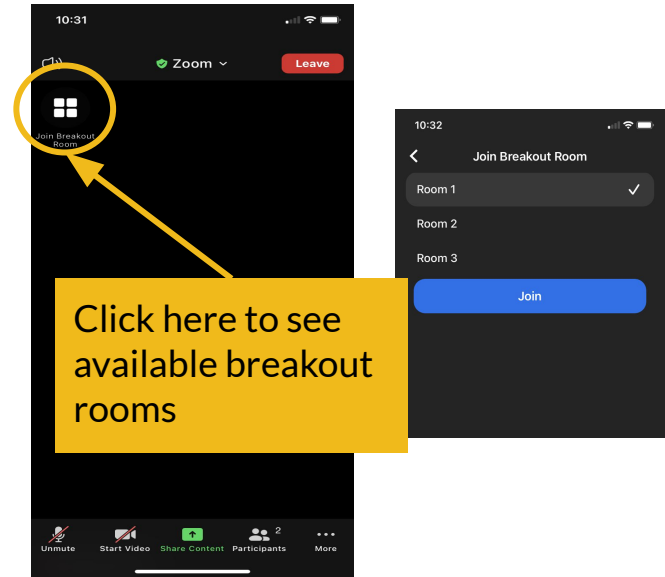 10:31
Zoom
Leave
Join Breakout
Room
Click here to see
available breakout
rooms
Unmute
Start Video
Share Content
Participants
2
More
10:32
Join Breakout Room
Room 1
Room 2
Room 3
Join